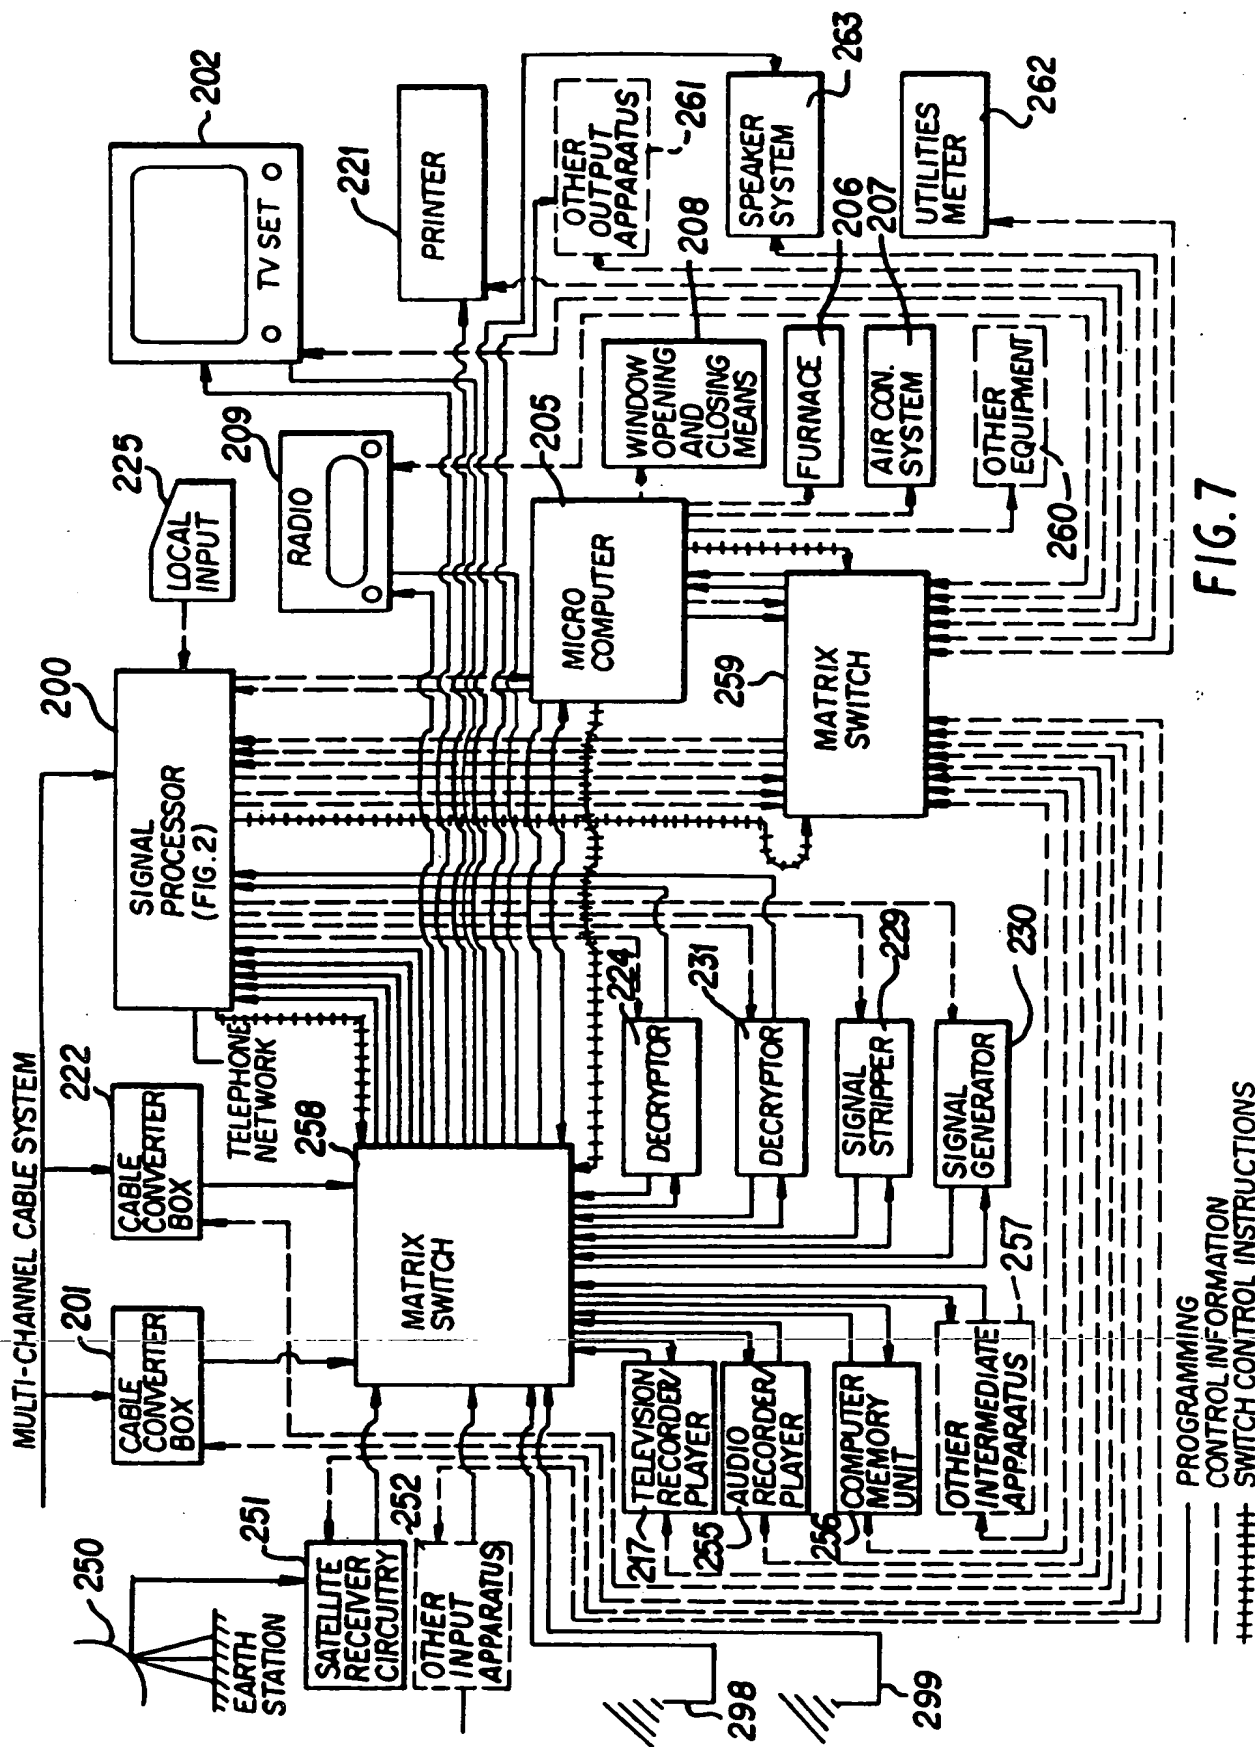 MULTI-CHANNEL CABLE SYSTEM
250
EARTH
STATION
251
SATELLITE
RECEIVER
CIRCUITRY
252
OTHER
INPUT
APPARATUS
298
299
201
CABLE
CONVERTER
BOX
222
CABLE
CONVERTER
BOX
TELEPHONE
NETWORK
258
MATRIX
SWITCH
200
SIGNAL
PROCESSOR
(FIG.2)
225
LOCAL
INPUT
209
RADIO
202
TV SET
221
PRINTER
OTHER
OUTPUT
APPARATUS
261
SPEAKER
SYSTEM
263
UTILITIES
METER
262
205
MICRO
COMPUTER
208
WINDOW
OPENING
AND
CLOSING
MEANS
206
FURNACE
207
AIR CON.
SYSTEM
OTHER
EQUIPMENT
260
259
MATRIX
SWITCH
224
DECRYPTOR
231
DECRYPTOR
229
SIGNAL
STRIPPER
230
SIGNAL
GENERATOR
217
TELEVISION
RECORDER/
PLAYER
255
AUDIO
RECORDER/
PLAYER
256
COMPUTER
MEMORY
UNIT
257
OTHER
INTERMEDIATE
APPARATUS
PROGRAMMING
CONTROL INFORMATION
SWITCH CONTROL INSTRUCTIONS
FIG. 7